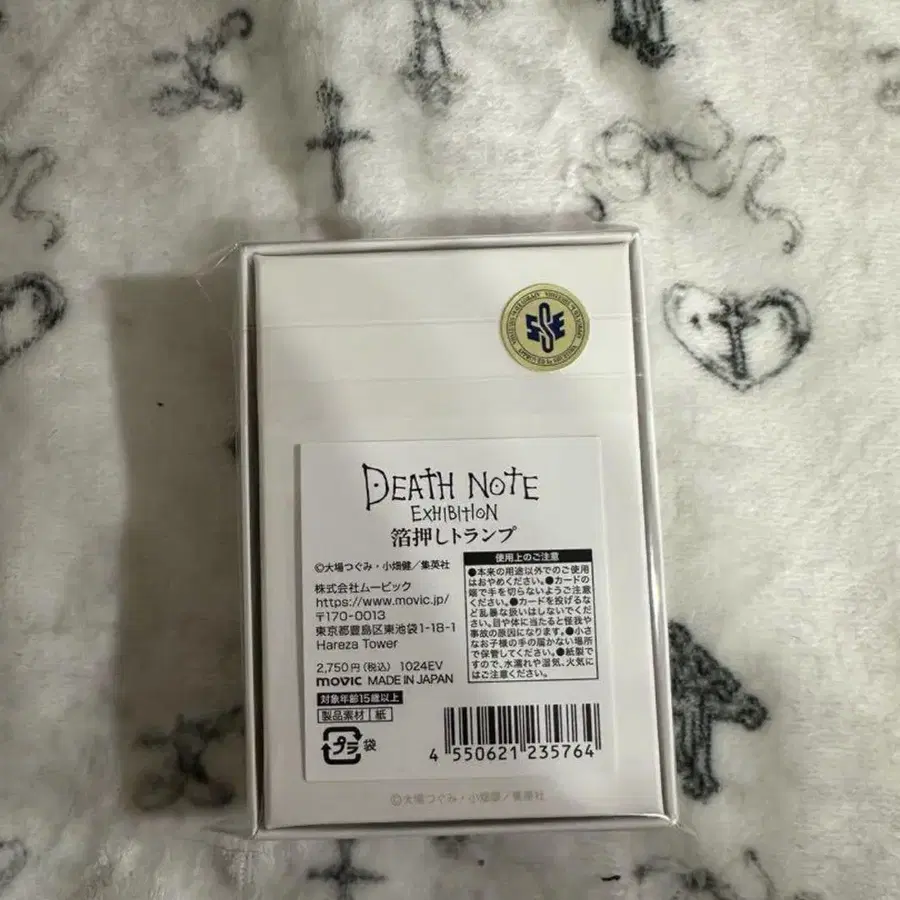 SSE
DEATH NOTE
EXHIBITION
箔押しトランプ
©大場つぐみ・小畑健／集英社
株式会社ムービック
https://www.movic.jp/
〒170-0013
東京都豊島区東池袋1-18-1
Hareza Tower
2,750円(税込) 1024EV
movic MADE IN JAPAN
対象年齢15歳以上
製品素材 紙
プラ 袋
使用上のご注意
●本来の用途以外でのご使用
はおやめください。●カードの
端で手を切らないようご注意
ください。●カードを投げるな
ど乱暴な扱いはしないでくだ
さい。目や体に当たると怪我や
事故の原因になります。●小さ
なお子様の手の届かない場所
で保管してください。●紙製で
すので、水濡れや湿気、火気に
はご注意ください。
4 550621 235764
©大場つぐみ・小畑健／集英社